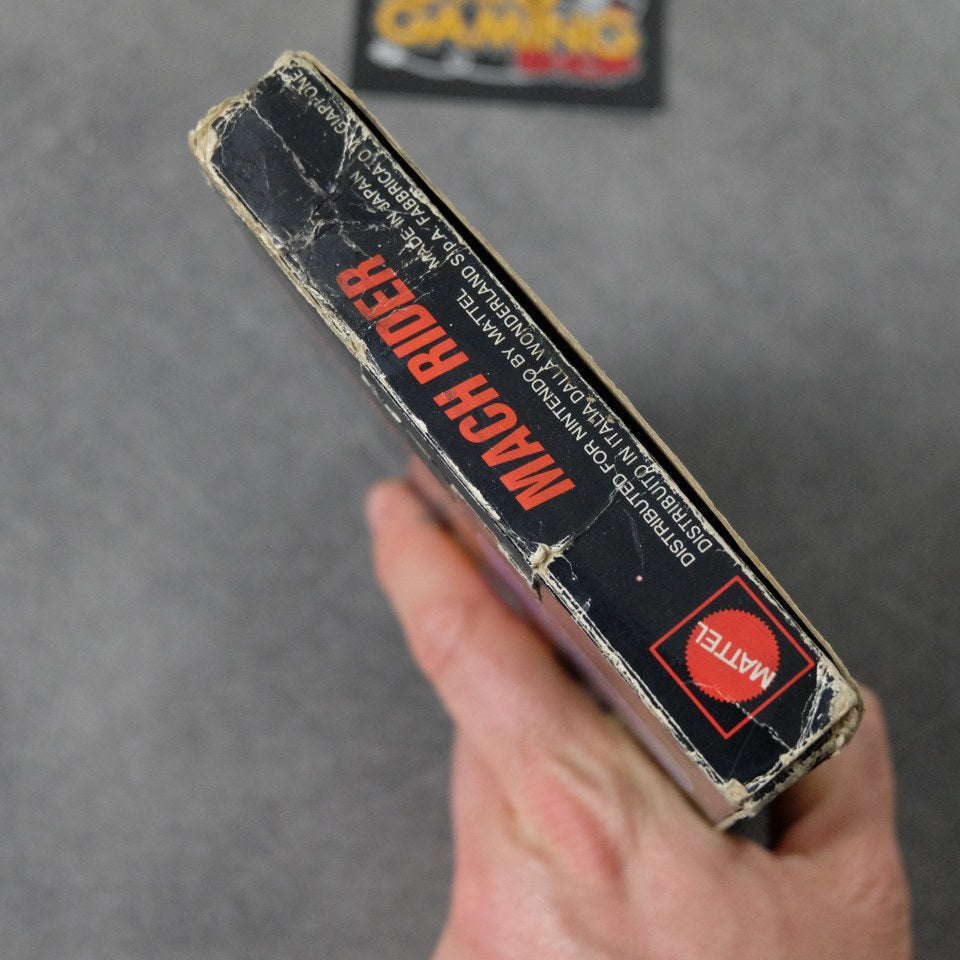 GAMING
MACH RIDER
DISTRIBUTED FOR NINTENDO BY MATTEL MADE IN JAPAN
DISTRIBUITO IN ITALIA DALLA WONDERLAND S.p.A. FABBRICATO IN GIAPPONE
MATTEL